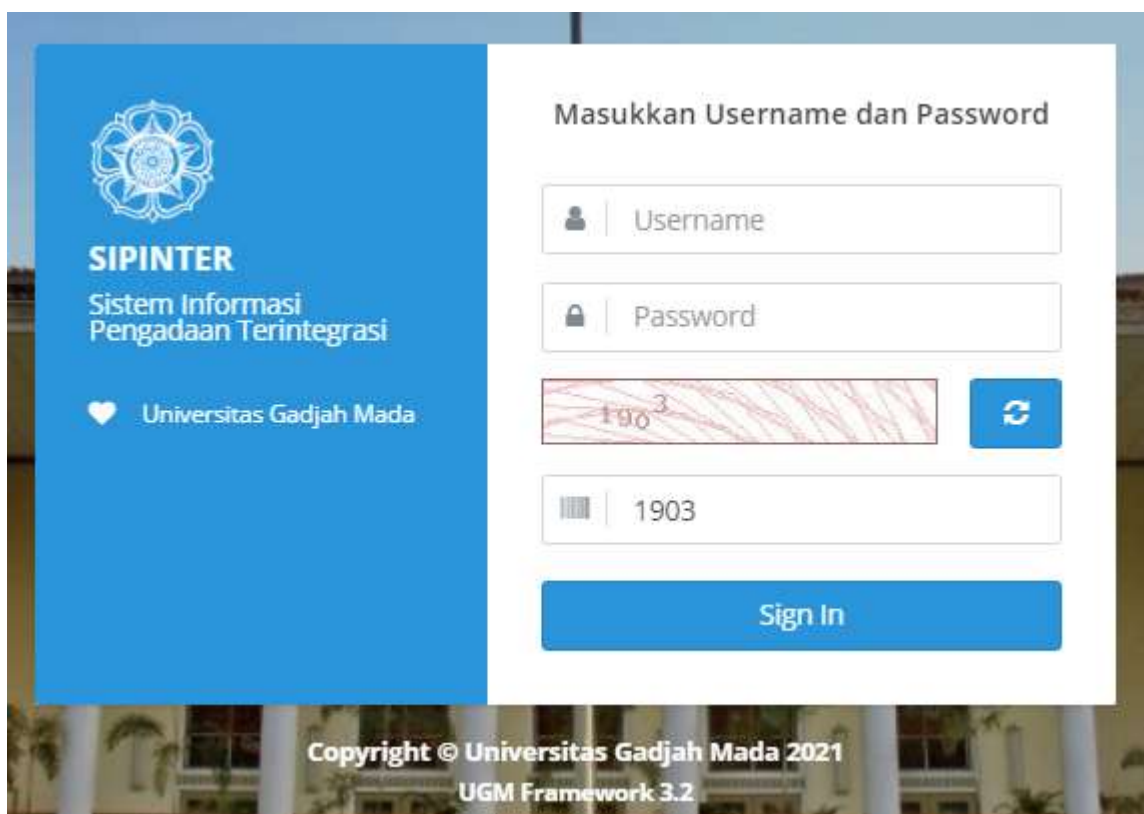 SIPINTER
Sistem Informasi
Pengadaan Terintegrasi
Universitas Gadjah Mada
Masukkan Username dan Password
Username
Password
1903
1903
Sign In
Copyright © Universitas Gadjah Mada 2021
UGM Framework 3.2